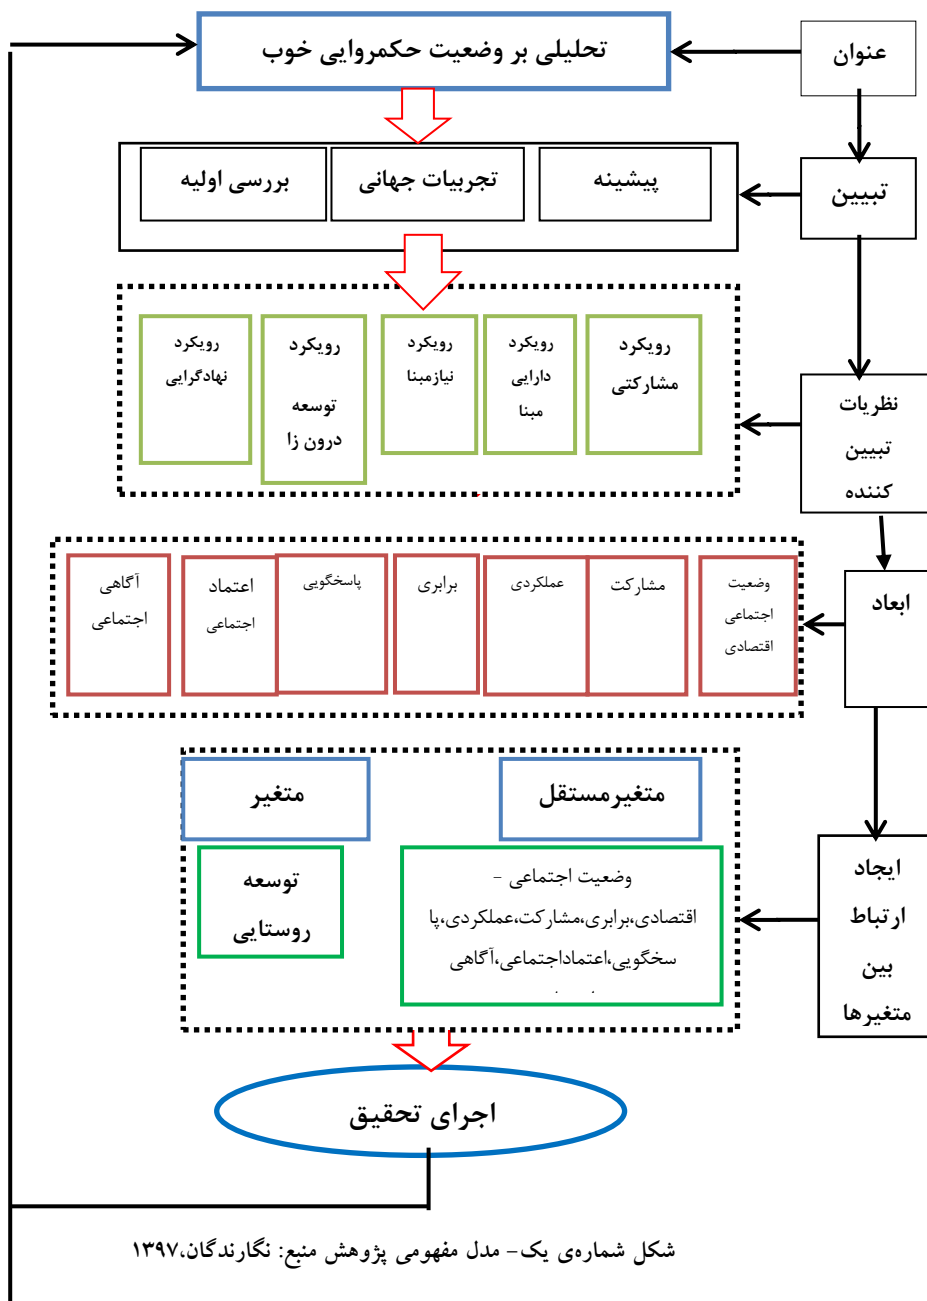 تحلیلی بر وضعیت حکمروایی خوب
عنوان
پیشینه
تجربیات جهانی
بررسی اولیه
تبیین
رویکرد
مشارکتی
رویکرد
دارایی
مبنا
رویکرد
نیازمبنا
رویکرد
توسعه
درون زا
رویکرد
نهادگرایی
نظریات
تبیین
کننده
وضعیت
اجتماعی
اقتصادی
مشارکت
عملکردی
برابری
پاسخگویی
اعتماد
اجتماعی
آگاهی
اجتماعی
ابعاد
متغیرمستقل
متغیر
وضعیت اجتماعی –
اقتصادی،برابری،مشارکت،عملکردی،پا
سخگویی،اعتماداجتماعی،آگاهی
توسعه
روستایی
ایجاد
ارتباط
بین
متغیرها
اجرای تحقیق
شکل شماره‌ی یک– مدل مفهومی پژوهش منبع: نگارندگان،۱۳۹۷